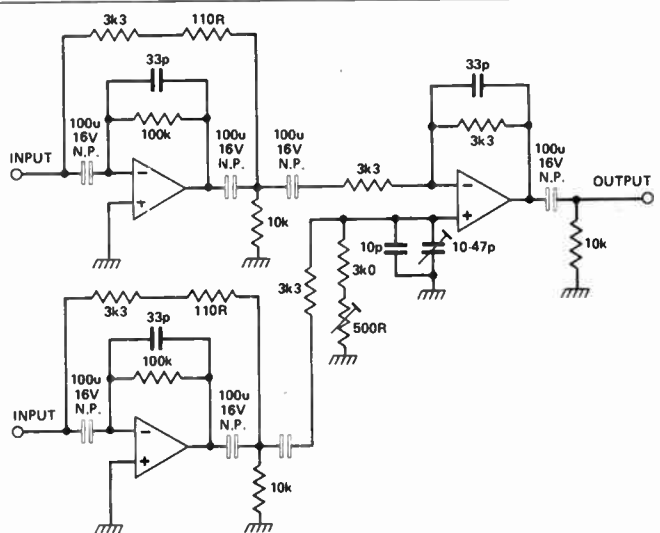 3k3
110R
33p
100k
100u
16V
N.P.
100u
16V
N.P.
100u
16V
N.P.
INPUT
10k
33p
3k3
3k3
100u
16V
N.P.
OUTPUT
10k
10p
10-47p
3k0
500R
3k3
3k3
110R
33p
100k
100u
16V
N.P.
100u
16V
N.P.
INPUT
10k